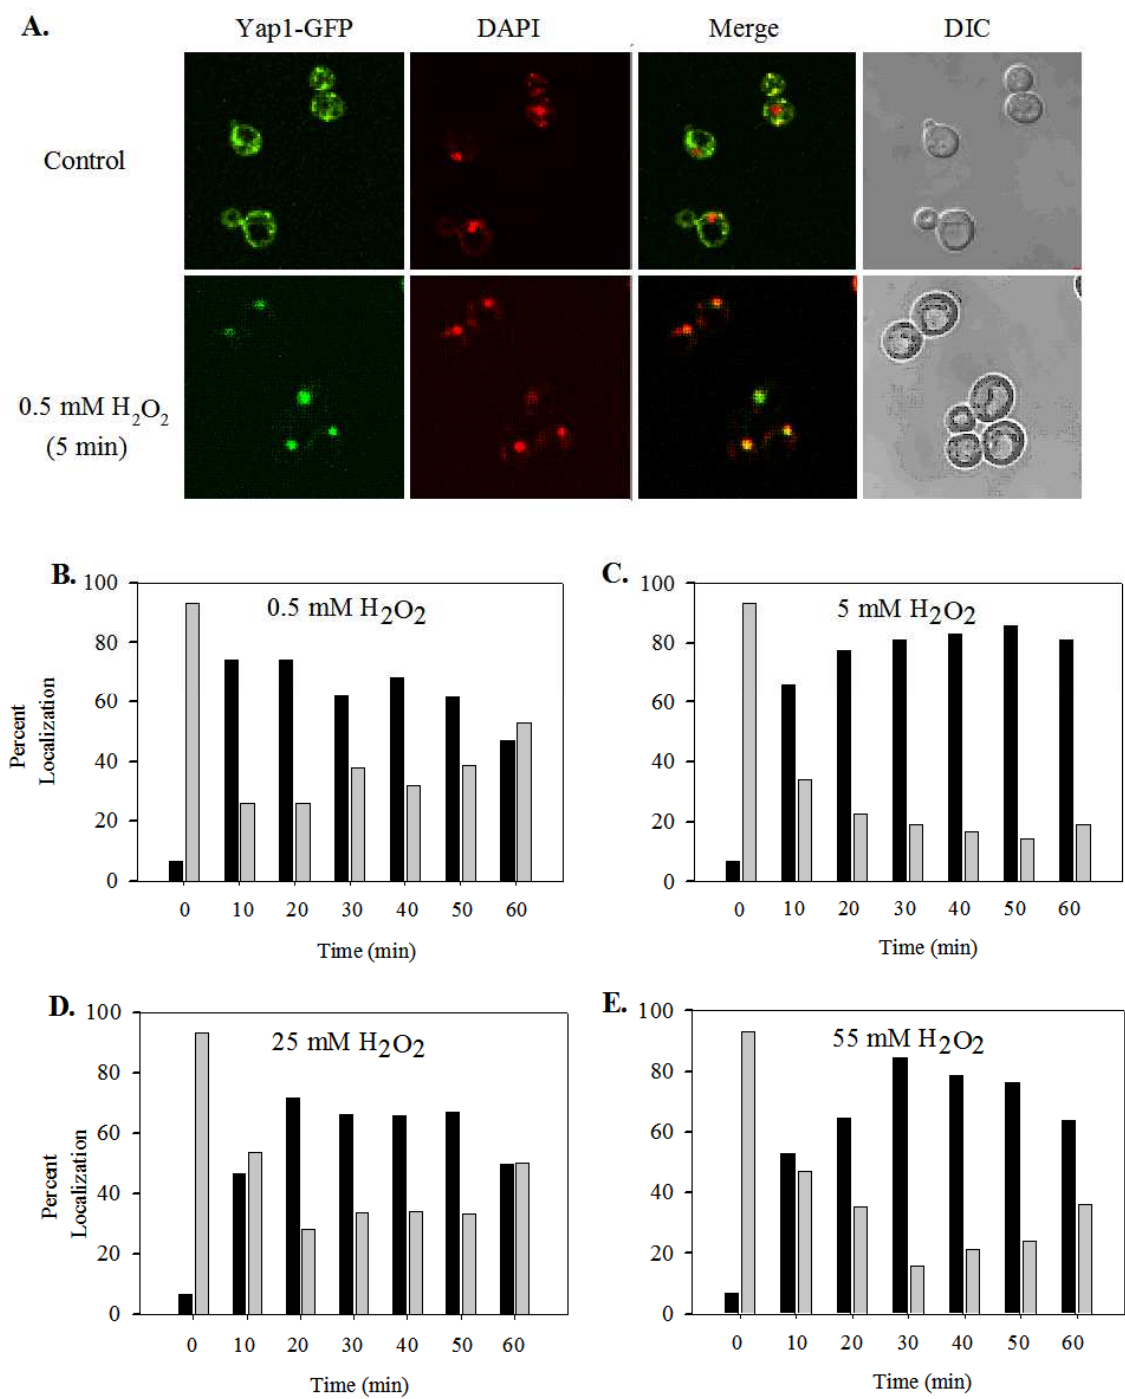 A.
Yap1-GFP DAPI Merge DIC
Control
0.5 mM H₂O₂
(5 min)
B.
0.5 mM H₂O₂
100
80
60
40
20
0
Percent
Localization
0 10 20 30 40 50 60
Time (min)
C.
5 mM H₂O₂
100
80
60
40
20
0
0 10 20 30 40 50 60
Time (min)
D.
25 mM H₂O₂
100
80
60
40
20
0
Percent
Localization
0 10 20 30 40 50 60
Time (min)
E.
55 mM H₂O₂
100
80
60
40
20
0
0 10 20 30 40 50 60
Time (min)